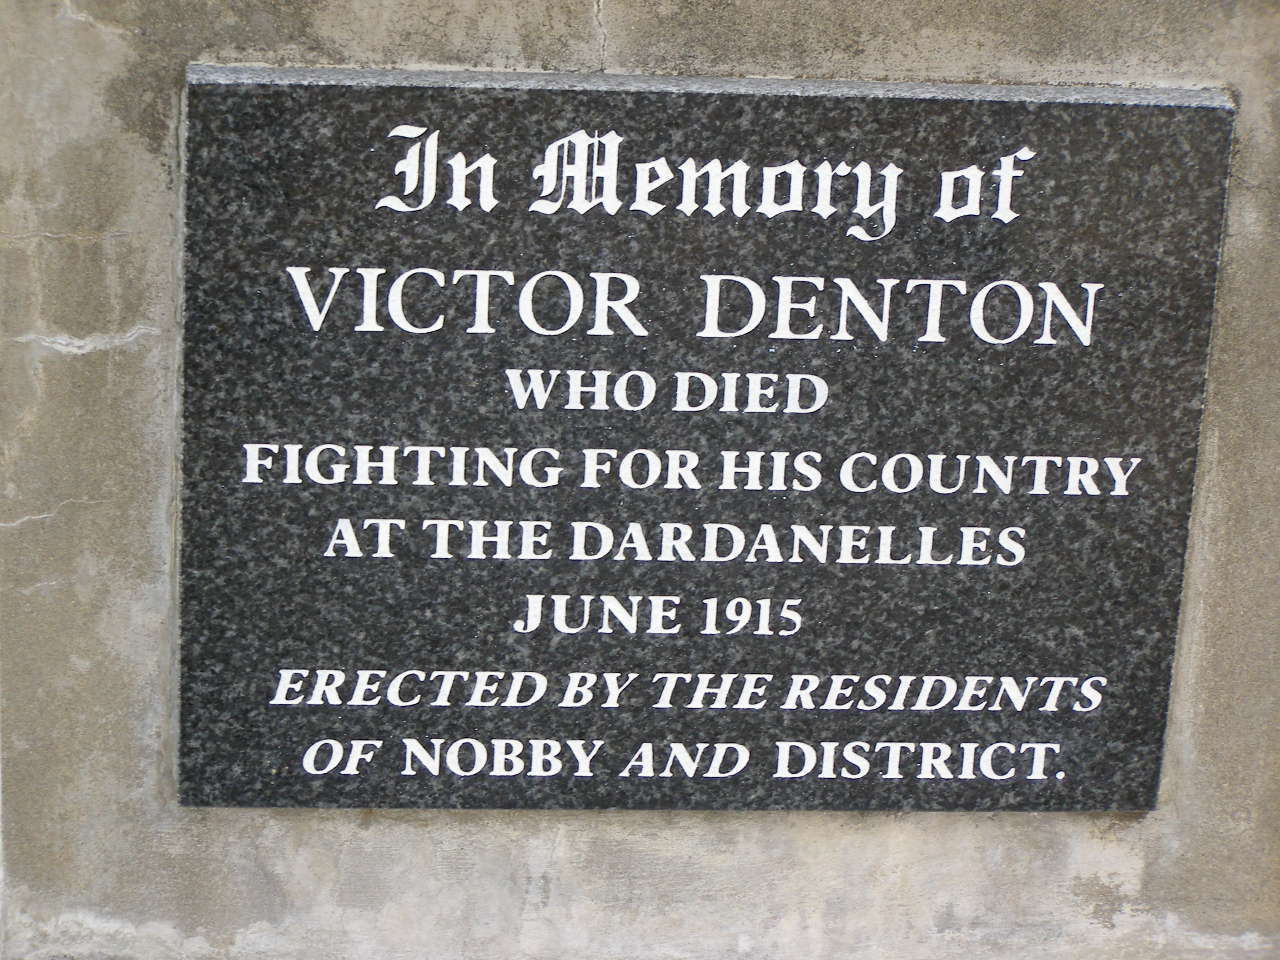 In Memory of
VICTOR DENTON
WHO DIED
FIGHTING FOR HIS COUNTRY
AT THE DARDANELLES
JUNE 1915
ERECTED BY THE RESIDENTS
OF NOBBY AND DISTRICT.